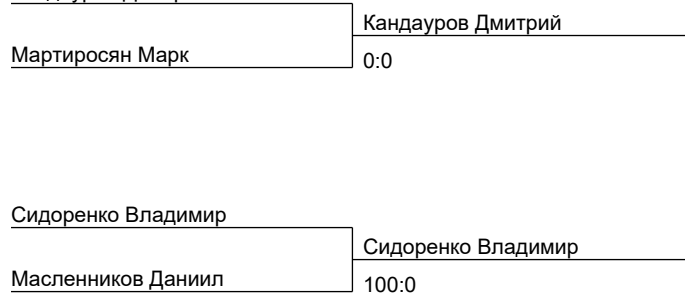 Кандауров Дмитрий
Мартиросян Марк
0:0
Сидоренко Владимир
Сидоренко Владимир
Масленников Даниил
100:0